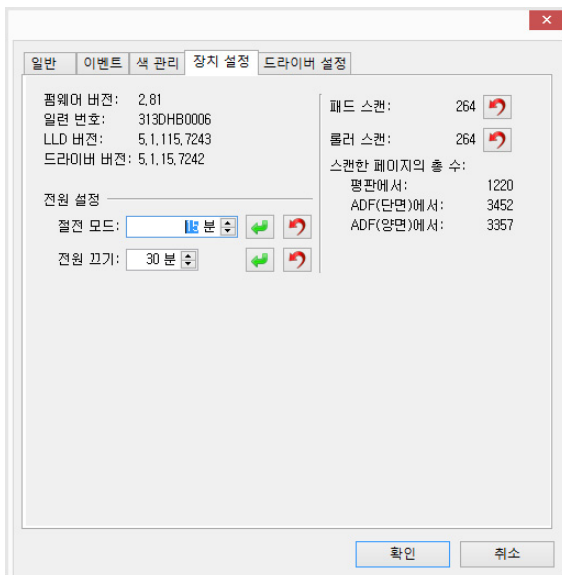 일반 이벤트 색 관리 장치 설정 드라이버 설정
펌웨어 버전: 2.81
일련 번호: 313DHB0006
LLD 버전: 5.1.115.7243
드라이버 버전: 5.1.15.7242
전원 설정
절전 모드: 15 분
전원 끄기: 30 분
패드 스캔: 264
롤러 스캔: 264
스캔한 페이지의 총 수:
평판에서: 1220
ADF(단면)에서: 3452
ADF(양면)에서: 3357
확인 취소